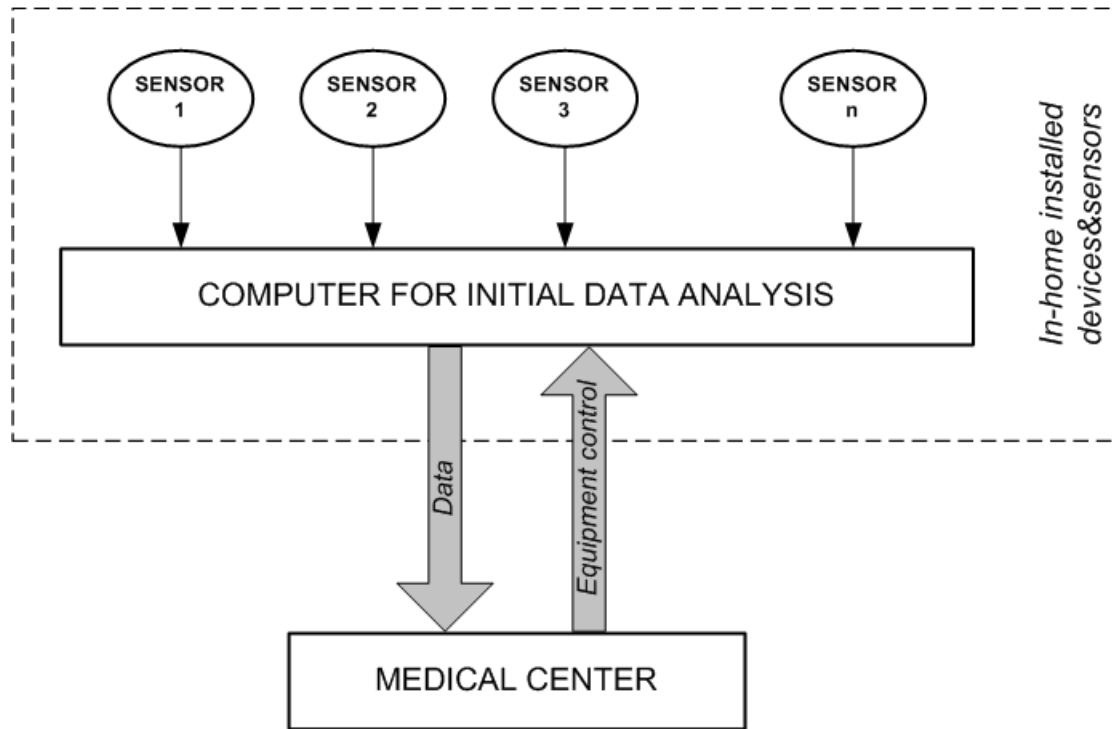 SENSOR
1
SENSOR
2
SENSOR
3
SENSOR
n
In-home installed
devices&sensors
COMPUTER FOR INITIAL DATA ANALYSIS
Data
Equipment control
MEDICAL CENTER